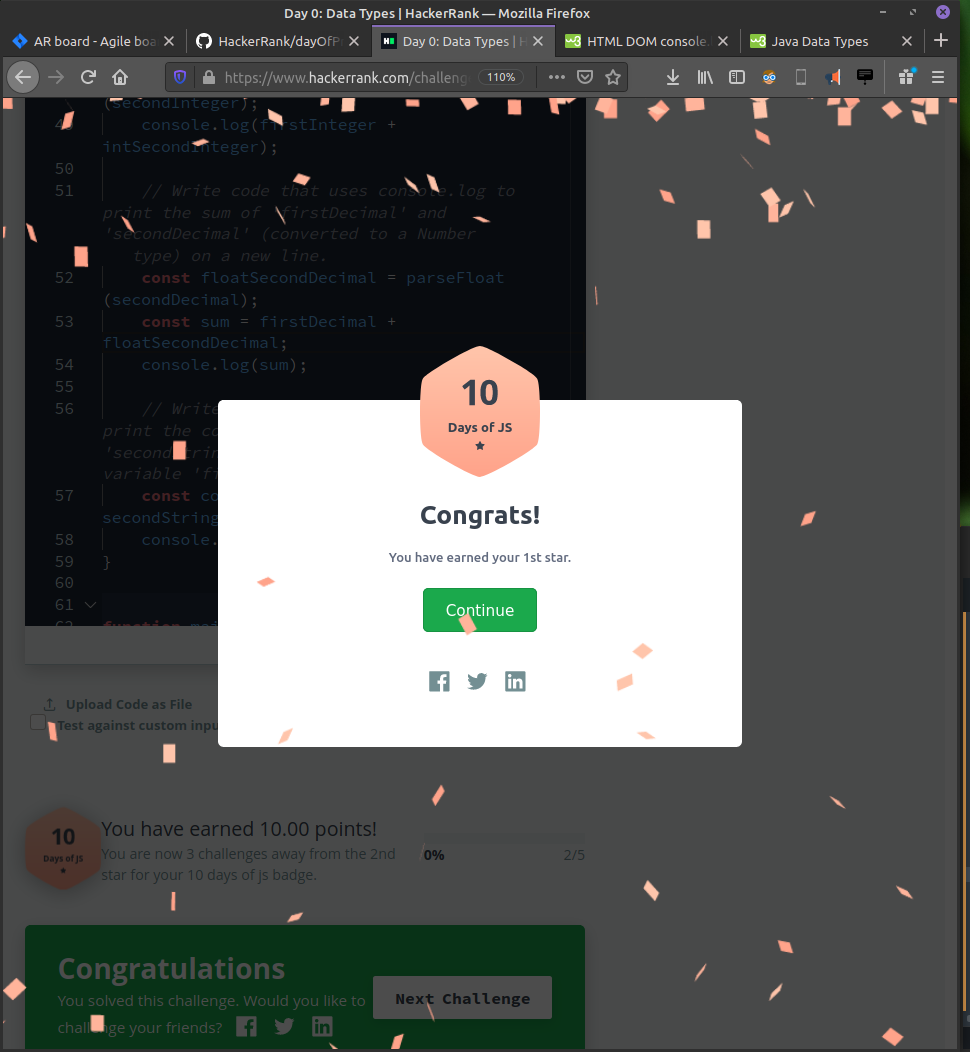 Day 0: Data Types | HackerRank — Mozilla Firefox
AR board - Agile boa
HackerRank/dayOfPr
Day 0: Data Types | H
HTML DOM console.
Java Data Types
https://www.hackerrank.com/challeng
110%
(secondInteger);
49 console.log(firstInteger +
intSecondInteger);
50
51 // Write code that uses console.log to
print the sum of 'firstDecimal' and
'secondDecimal' (converted to a Number
type) on a new line.
52 const floatSecondDecimal = parseFloat
(secondDecimal);
53 const sum = firstDecimal +
floatSecondDecimal;
54 console.log(sum);
55
56 // Write
print the co
'secondStrin
variable 'fi
57 const co
secondString
58 console.
59 }
60
61
62 function mai
10
Days of JS
Congrats!
You have earned your 1st star.
Continue
Upload Code as File
Test against custom inpu
10
Days of JS
You have earned 10.00 points!
You are now 3 challenges away from the 2nd
star for your 10 days of js badge.
0%
2/5
Congratulations
You solved this challenge. Would you like to
challenge your friends?
Next Challenge